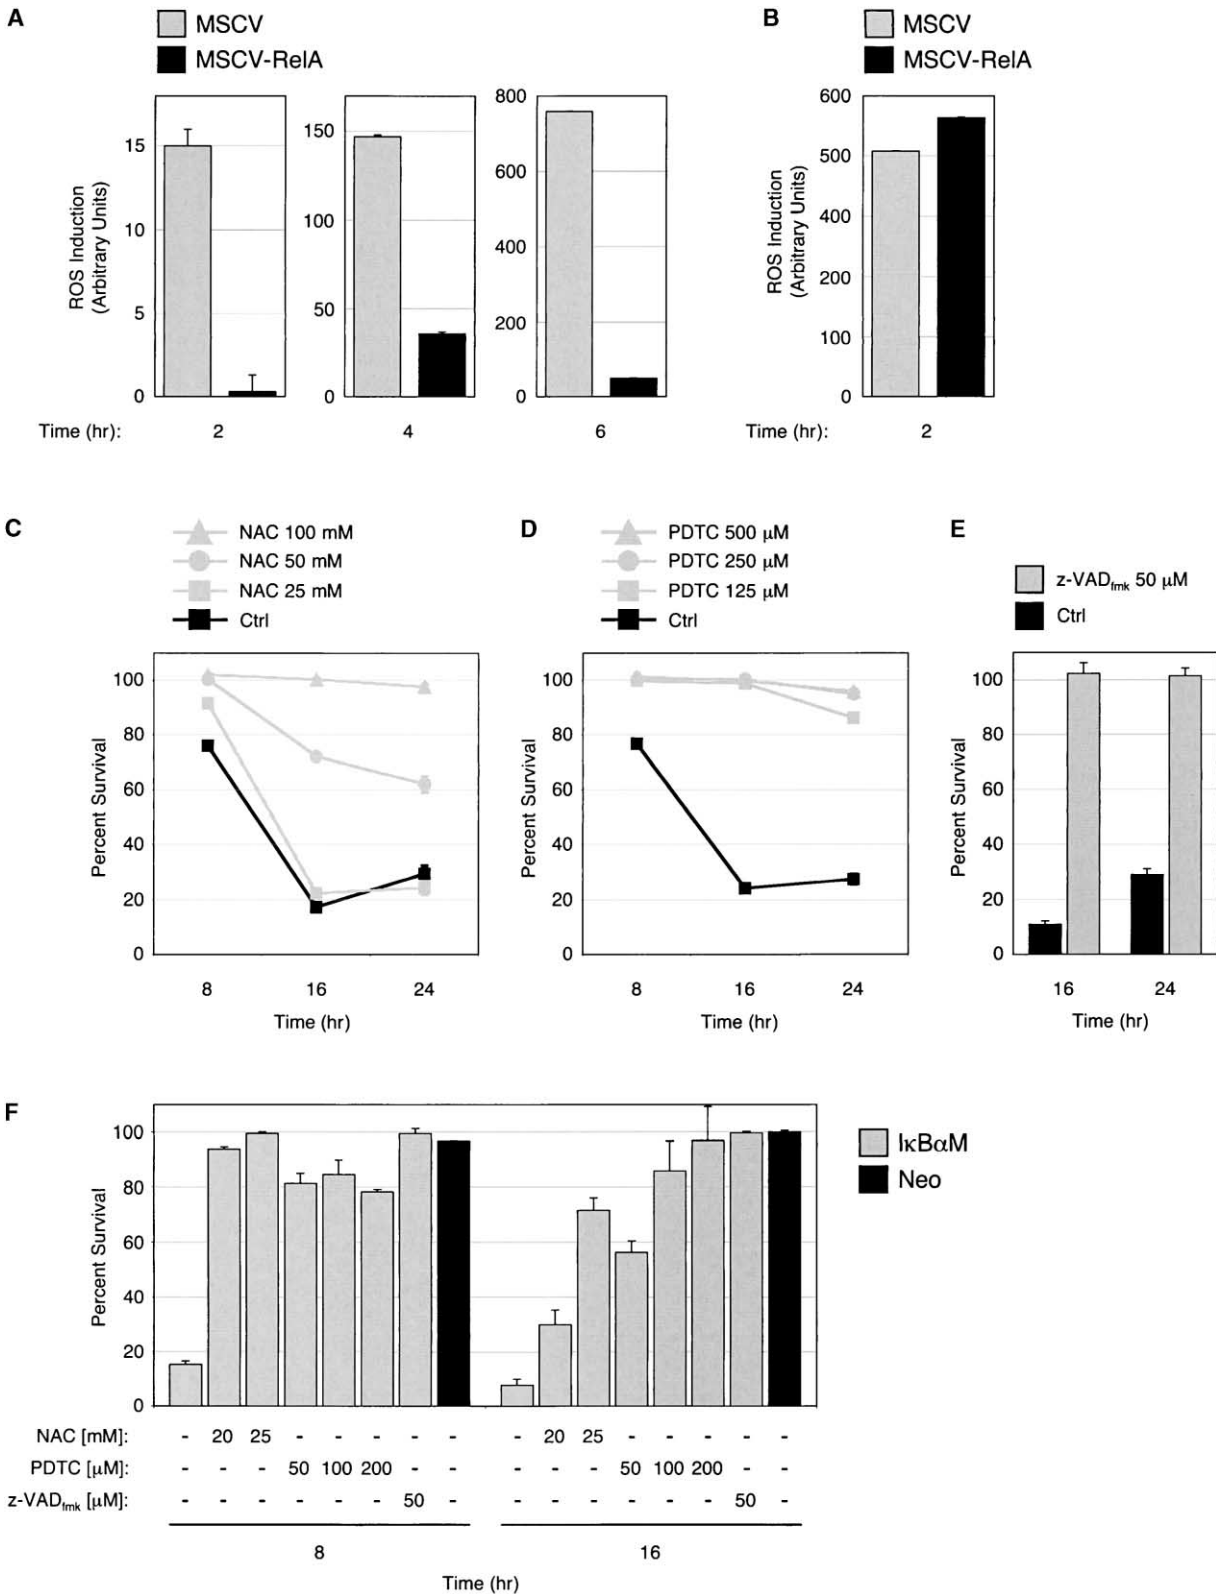 A
MSCV
MSCV-RelA
ROS Induction
(Arbitrary Units)
15
10
5
0
150
100
50
0
800
600
400
200
0
Time (hr):
2
4
6
B
MSCV
MSCV-RelA
ROS Induction
(Arbitrary Units)
600
500
400
200
100
0
Time (hr):
2
C
NAC 100 mM
NAC 50 mM
NAC 25 mM
Ctrl
Percent Survival
100
80
60
40
20
0
8
16
24
Time (hr)
D
PDTC 500 μM
PDTC 250 μM
PDTC 125 μM
Ctrl
Percent Survival
100
80
60
40
20
0
8
16
24
Time (hr)
E
z-VADfmk 50 μM
Ctrl
Percent Survival
100
80
60
40
20
0
16
24
Time (hr)
F
IκBαM
Neo
Percent Survival
100
80
60
40
20
0
NAC [mM]: - 20 25 - - - - - - 20 25 - - - - -
PDTC [μM]: - - - 50 100 200 - - - - - 50 100 200 - -
z-VADfmk [μM]: - - - - - - 50 - - - - - - - 50 -
8
16
Time (hr)